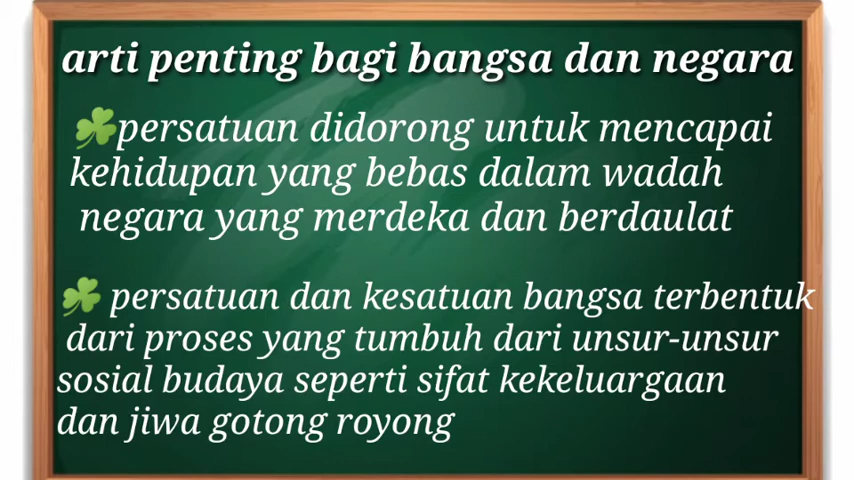 arti penting bagi bangsa dan negara
☘persatuan didorong untuk mencapai
kehidupan yang bebas dalam wadah
negara yang merdeka dan berdaulat
☘ persatuan dan kesatuan bangsa terbentuk
dari proses yang tumbuh dari unsur-unsur
sosial budaya seperti sifat kekeluargaan
dan jiwa gotong royong